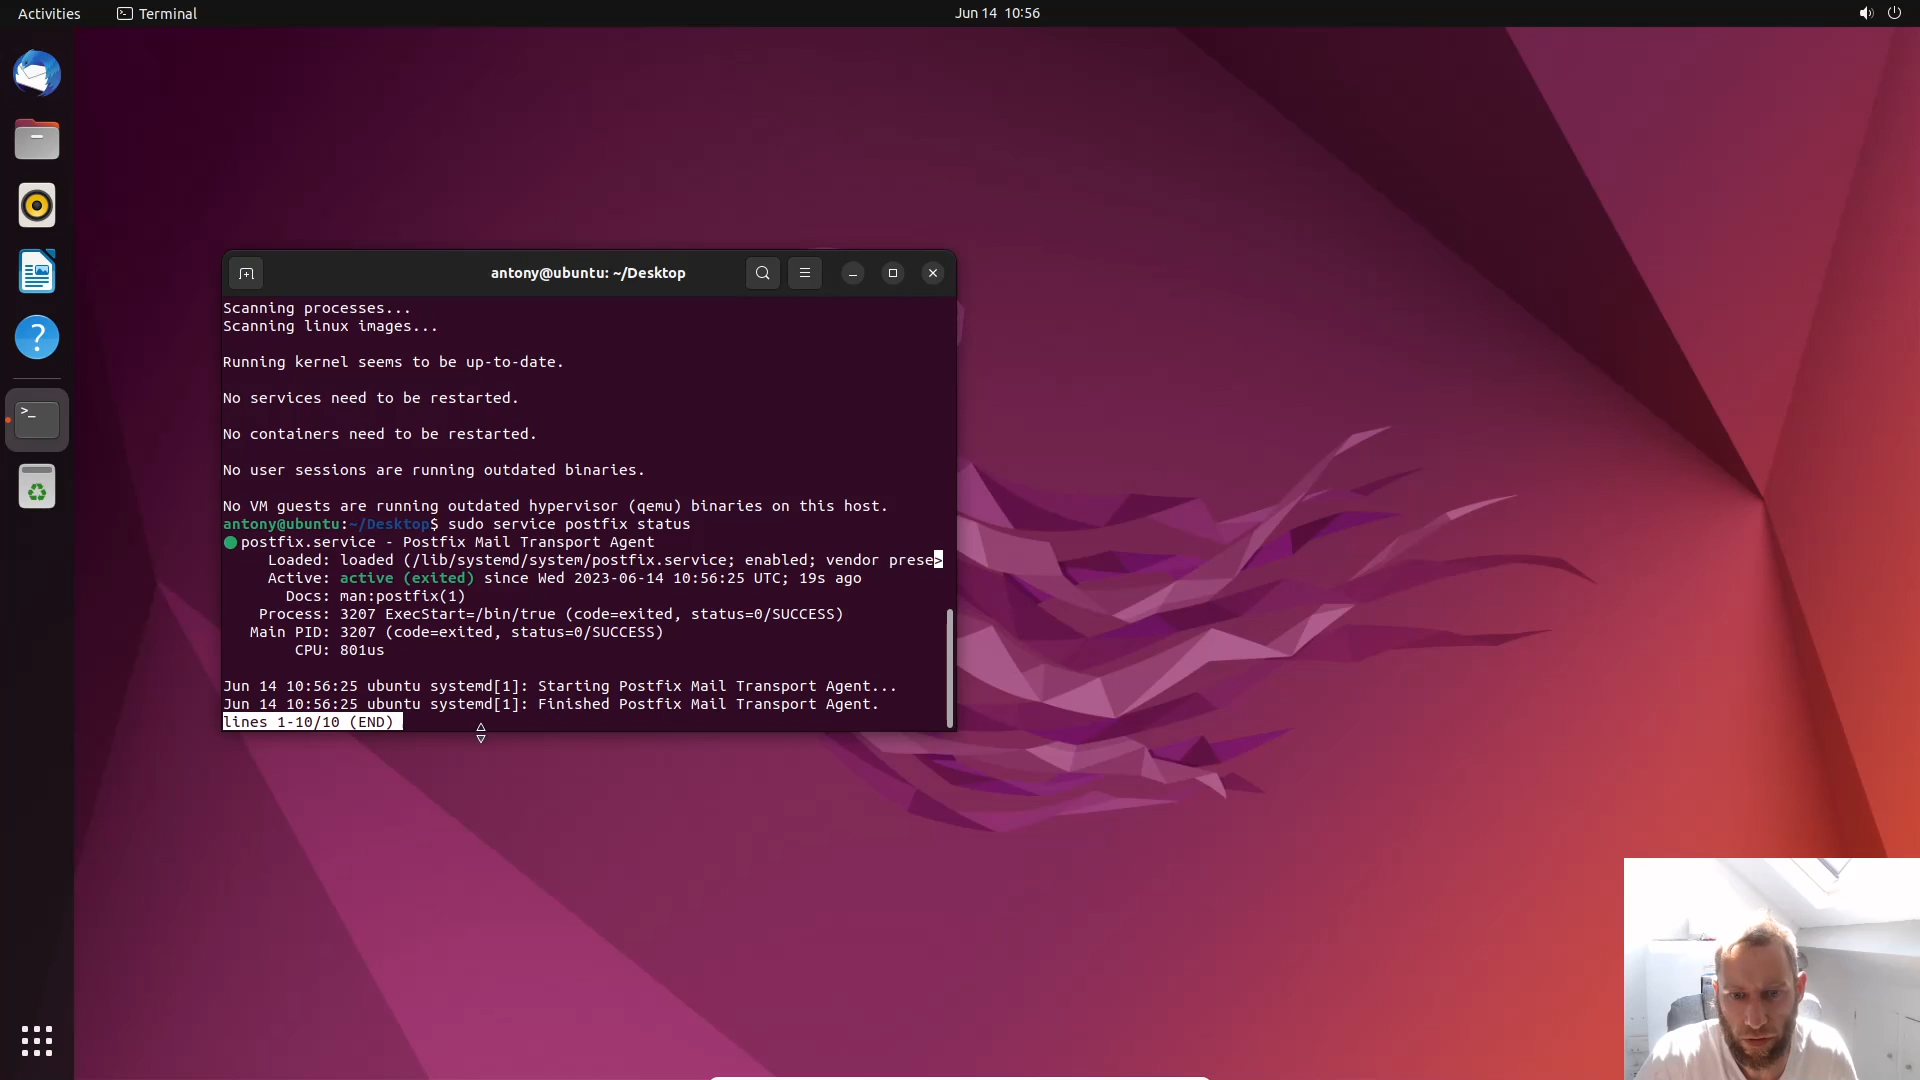 Activities Terminal Jun 14 10:56
antony@ubuntu: ~/Desktop
Scanning processes...
Scanning linux images...
Running kernel seems to be up-to-date.
No services need to be restarted.
No containers need to be restarted.
No user sessions are running outdated binaries.
No VM guests are running outdated hypervisor (qemu) binaries on this host.
antony@ubuntu:~/Desktop$ sudo service postfix status
● postfix.service - Postfix Mail Transport Agent
Loaded: loaded (/lib/systemd/system/postfix.service; enabled; vendor prese>
Active: active (exited) since Wed 2023-06-14 10:56:25 UTC; 19s ago
Docs: man:postfix(1)
Process: 3207 ExecStart=/bin/true (code=exited, status=0/SUCCESS)
Main PID: 3207 (code=exited, status=0/SUCCESS)
CPU: 801us
Jun 14 10:56:25 ubuntu systemd[1]: Starting Postfix Mail Transport Agent...
Jun 14 10:56:25 ubuntu systemd[1]: Finished Postfix Mail Transport Agent.
lines 1-10/10 (END)